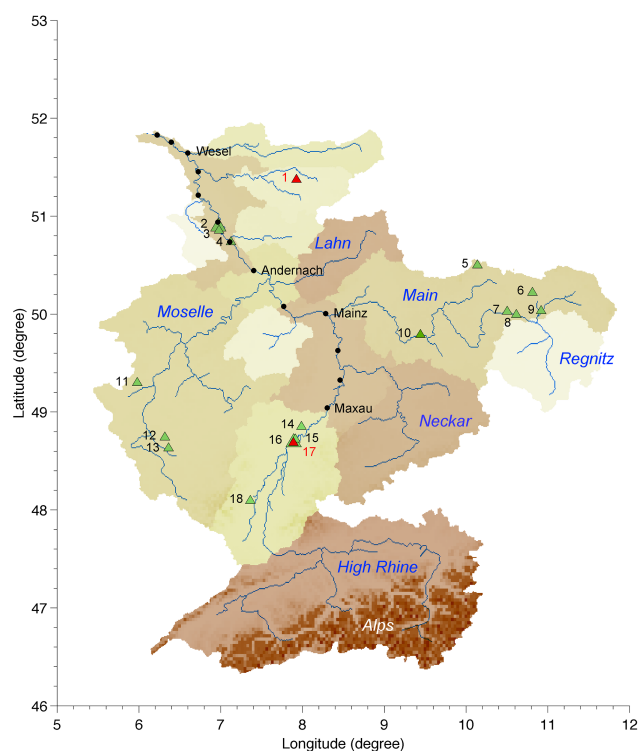 53
52
Wesel
1
51
2
3
4
Lahn
5
Andernach
6
Moselle
Main
50
Mainz
7
8
9
10
Regnitz
11
Latitude (degree)
49
Maxau
Neckar
12
13
14
15
16
17
18
48
High Rhine
47
Alps
46
5
6
7
8
9
10
11
12
Longitude (degree)